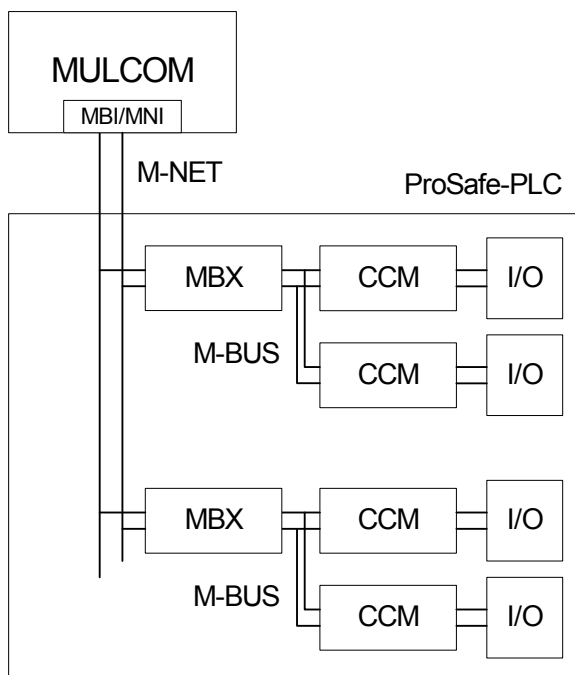 MULCOM
MBI/MNI
M-NET
ProSafe-PLC
MBX CCM I/O
M-BUS CCM I/O
MBX CCM I/O
M-BUS CCM I/O